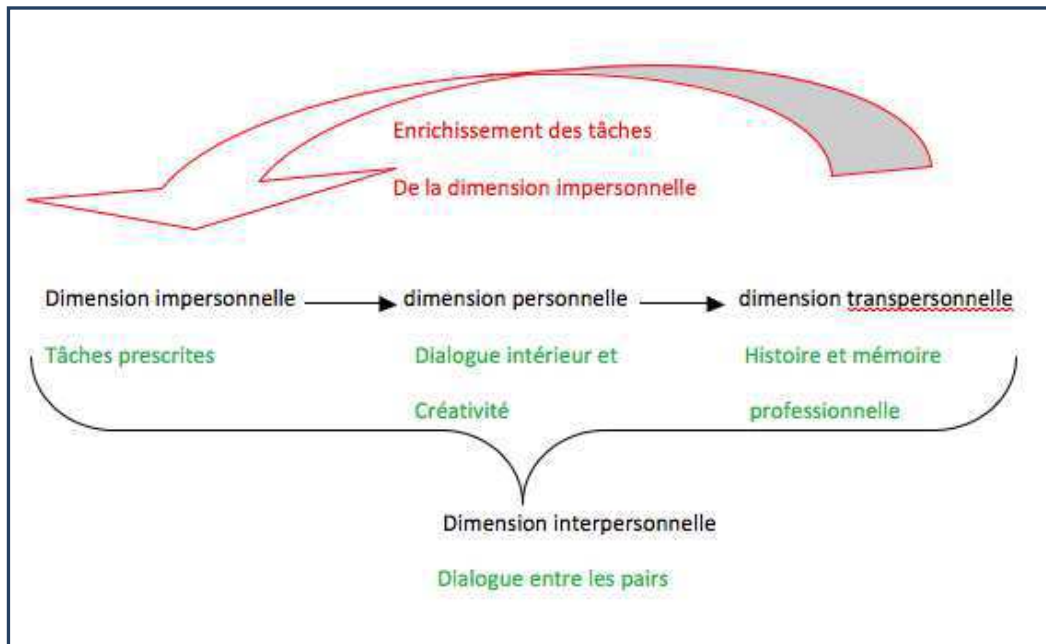 Enrichissement des tâches
De la dimension impersonnelle
Dimension impersonnelle dimension personnelle dimension transpersonnelle
Tâches prescrites Dialogue intérieur et Histoire et mémoire
Créativité professionnelle
Dimension interpersonnelle
Dialogue entre les pairs